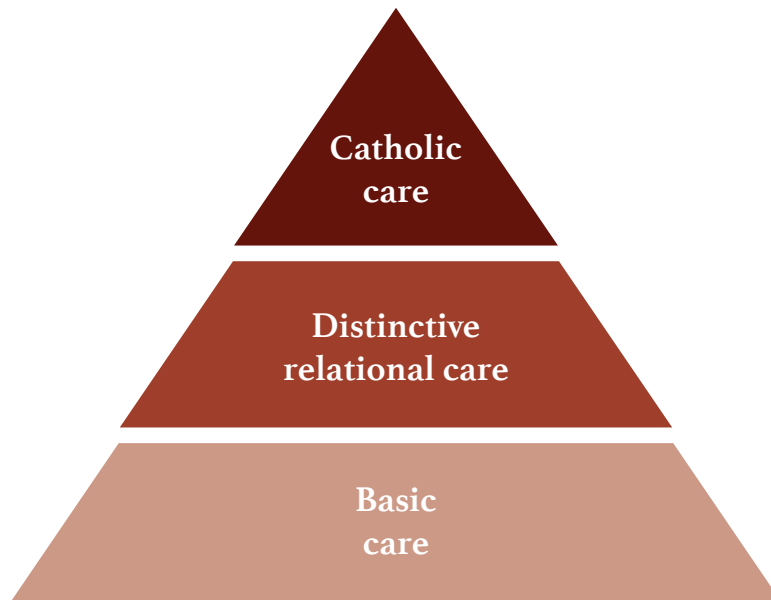 Catholic
care
Distinctive
relational care
Basic
care